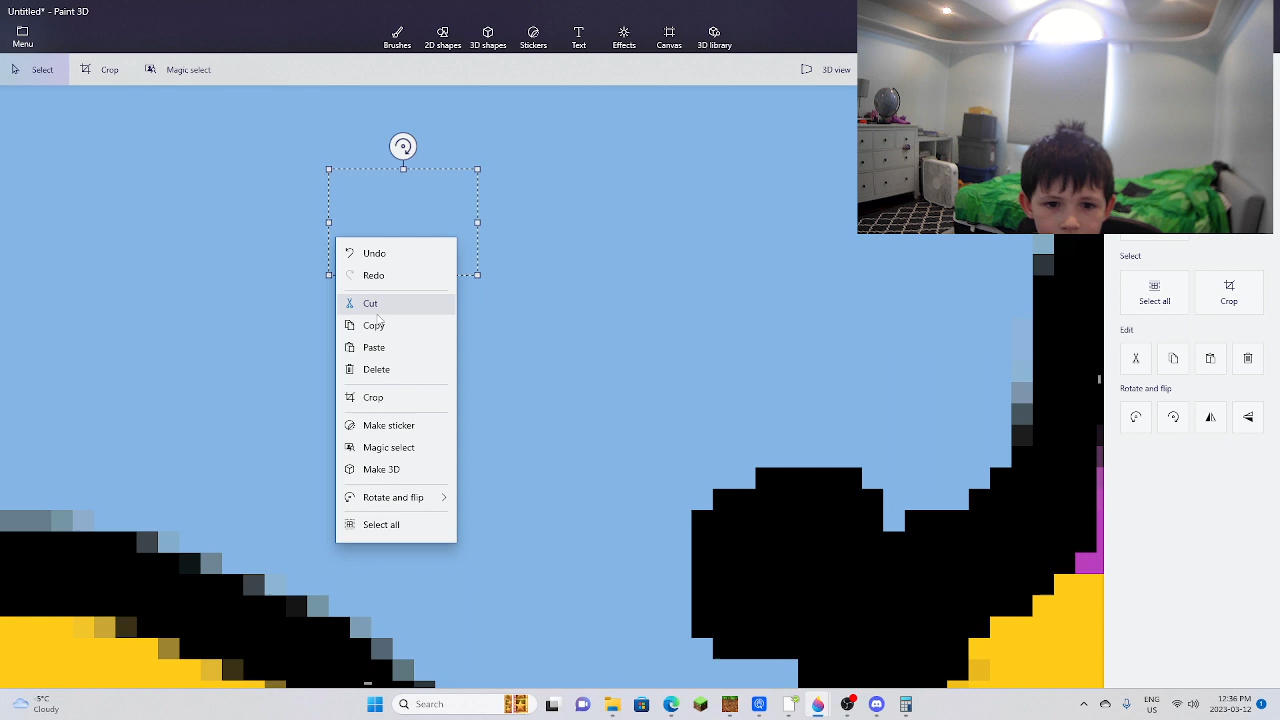 Untitled* - Paint 3D
Menu
Brushes
2D shapes
3D shapes
Stickers
Text
Effects
Canvas
3D library
Select
Crop
Magic select
3D view
Undo
Redo
Cut
Copy
Paste
Delete
Crop
Make sticker
Magic select
Make 3D
Rotate and flip
Select all
Select
Select all
Crop
Edit
Rotate and flip
-5°C
Cloudy
Search
ENG
US
12:36 PM
2023-03-12
1